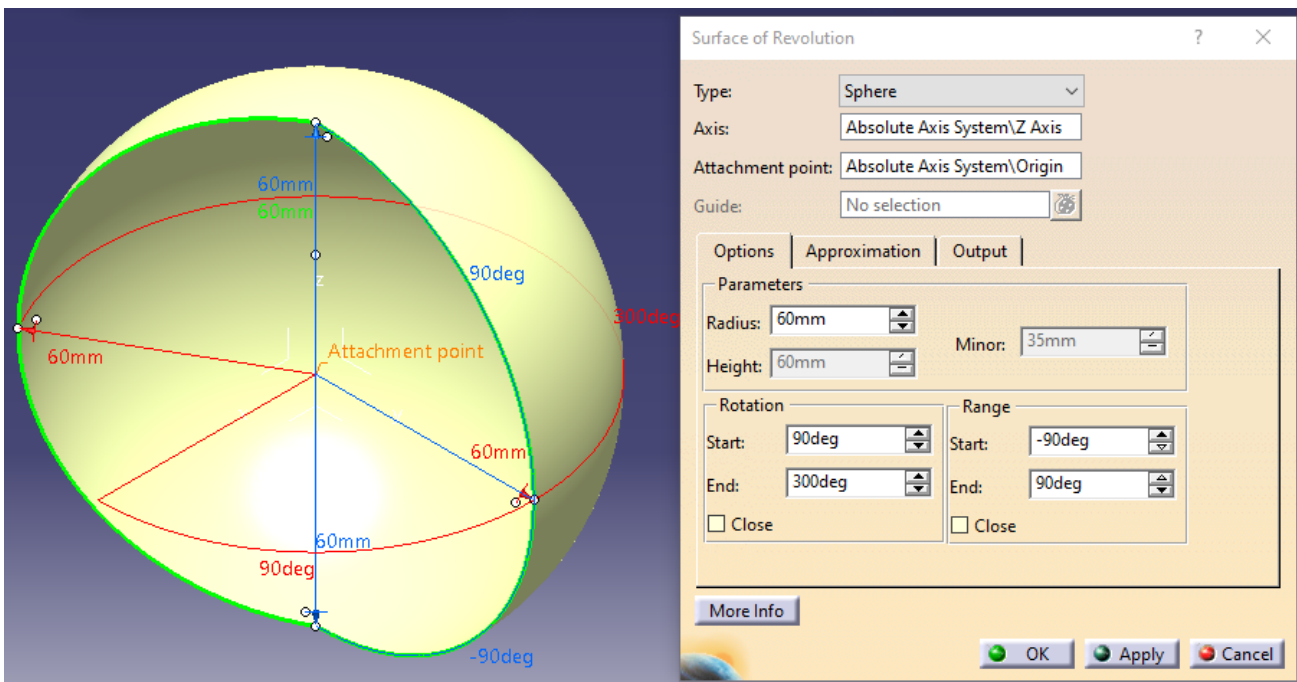 60mm
60mm
z
90deg
300deg
Attachment point
60mm
60mm
60mm
90deg
-90deg
Surface of Revolution ?
Type: Sphere
Axis: Absolute Axis System\Z Axis
Attachment point: Absolute Axis System\Origin
Guide: No selection
Options Approximation Output
Parameters
Radius: 60mm
Minor: 35mm
Height: 60mm
Rotation Range
Start: 90deg Start: -90deg
End: 300deg End: 90deg
Close Close
More Info
OK Apply Cancel